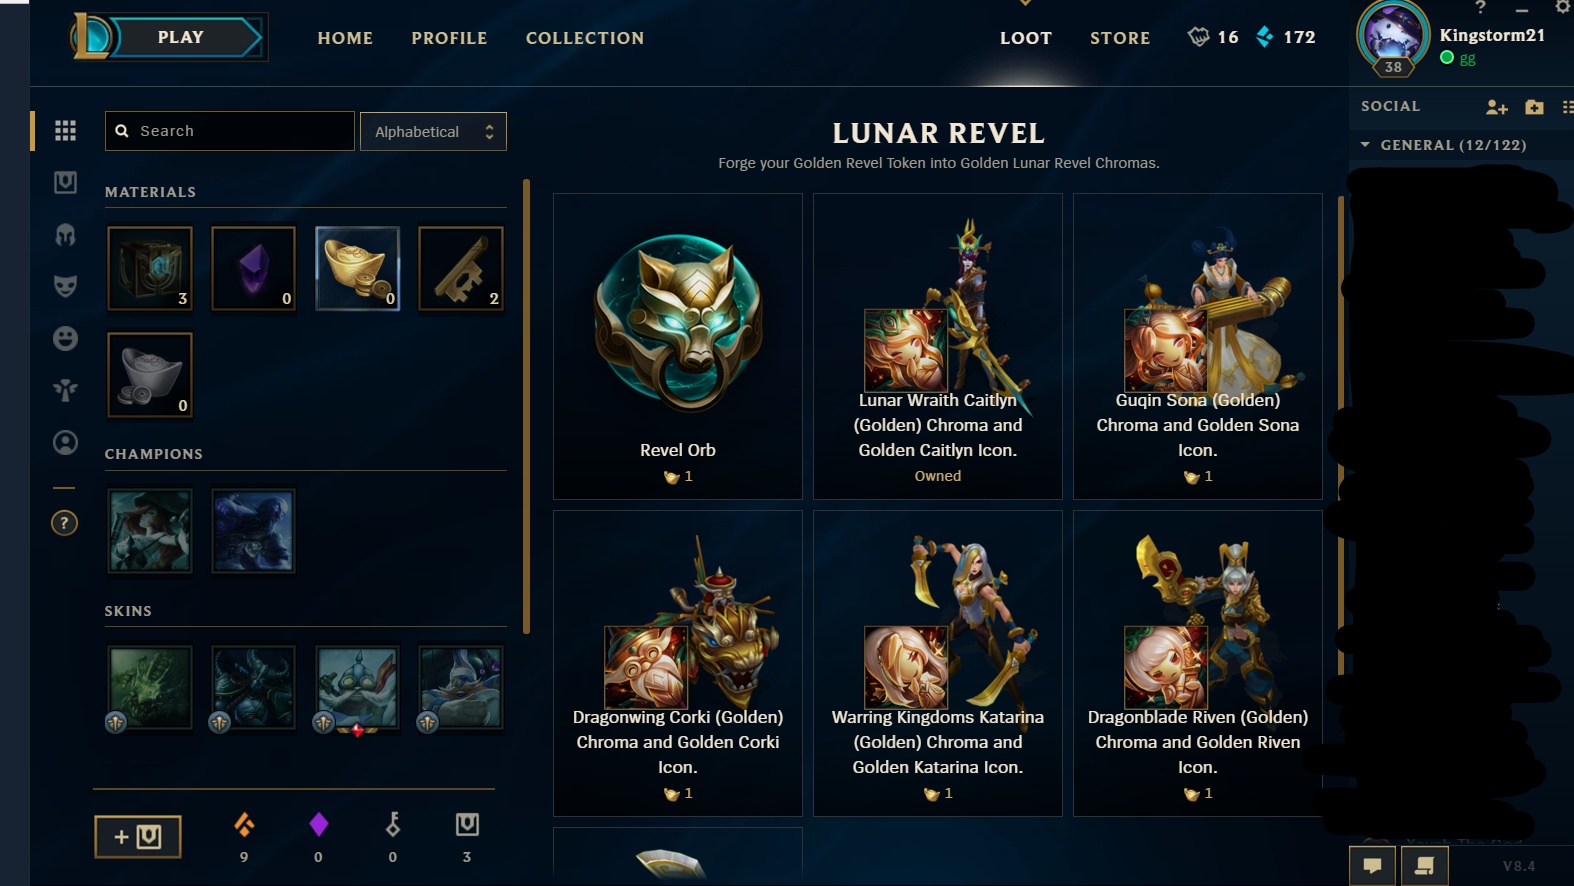 PLAY
HOME
PROFILE
COLLECTION
LOOT
STORE
16
172
?
Kingstorm21
gg
38
SOCIAL
GENERAL (12/122)
Search
Alphabetical
MATERIALS
3
0
0
2
0
CHAMPIONS
SKINS
?
9
0
0
3
LUNAR REVEL
Forge your Golden Revel Token into Golden Lunar Revel Chromas.
Revel Orb
1
Lunar Wraith Caitlyn
(Golden) Chroma and
Golden Caitlyn Icon.
Owned
Guqin Sona (Golden)
Chroma and Golden Sona
Icon.
1
Dragonwing Corki (Golden)
Chroma and Golden Corki
Icon.
1
Warring Kingdoms Katarina
(Golden) Chroma and
Golden Katarina Icon.
1
Dragonblade Riven (Golden)
Chroma and Golden Riven
Icon.
1
V8.4